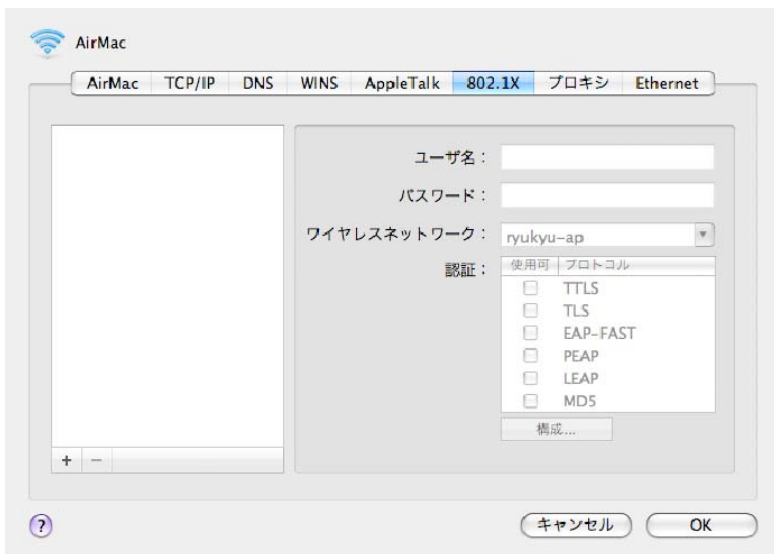 AirMac
AirMac TCP/IP DNS WINS AppleTalk 802.1X プロキシ Ethernet
ユーザ名：
パスワード：
ワイヤレスネットワーク： ryukyu-ap
認証： 使用可 プロトコル
TTLS
TLS
EAP-FAST
PEAP
LEAP
MD5
構成...
+ −
? キャンセル OK